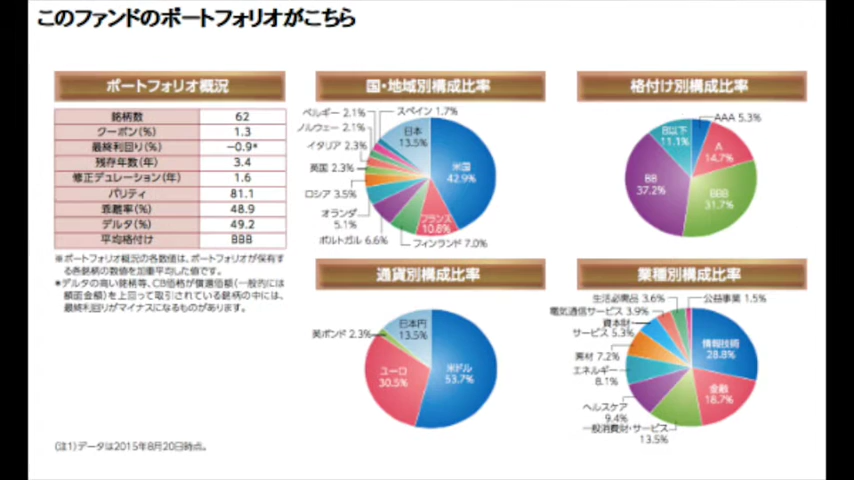 このファンドのポートフォリオがこちら
ポートフォリオ概況
銘柄数 62
クーポン(%) 1.3
最終利回り(%) −0.9*
残存年数(年) 3.4
修正デュレーション(年) 1.6
パリティ 81.1
乖離率(%) 48.9
デルタ(%) 49.2
平均格付け BBB
※ポートフォリオ概況の各数値は、ポートフォリオが保有す
る各銘柄の数値を加重平均した値です。
*デルタの高い銘柄等、CB価格が償還価額(一般的には
額面金額)を上回って取引されている銘柄の中には、
最終利回りがマイナスになるものがあります。
国・地域別構成比率
スペイン 1.7%
ベルギー 2.1%
ノルウェー 2.1%
イタリア 2.3%
英国 2.3%
ロシア 3.5%
オランダ
5.1%
ポルトガル 6.6%
フィンランド 7.0%
フランス
10.8%
米国
42.9%
日本
13.5%
格付け別構成比率
AAA 5.3%
A
14.7%
BBB
31.7%
BB
37.2%
B以下
11.1%
通貨別構成比率
英ポンド 2.3%
日本円
13.5%
ユーロ
30.5%
米ドル
53.7%
業種別構成比率
生活必需品 3.6%
公益事業 1.5%
電気通信サービス 3.9%
資本財・
サービス 5.3%
素材 7.2%
エネルギー
8.1%
ヘルスケア
9.4%
一般消費財・サービス
13.5%
金融
18.7%
情報技術
28.8%
(注1)データは2015年8月20日時点。